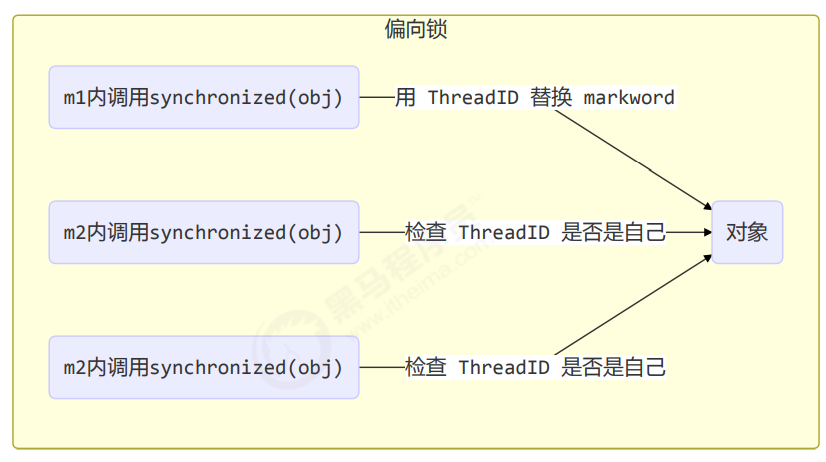 偏向锁
m1内调用synchronized(obj)
用 ThreadID 替换 markword
m2内调用synchronized(obj)
检查 ThreadID 是否是自己
对象
m2内调用synchronized(obj)
检查 ThreadID 是否是自己
黑马程序员
www.itheima.com